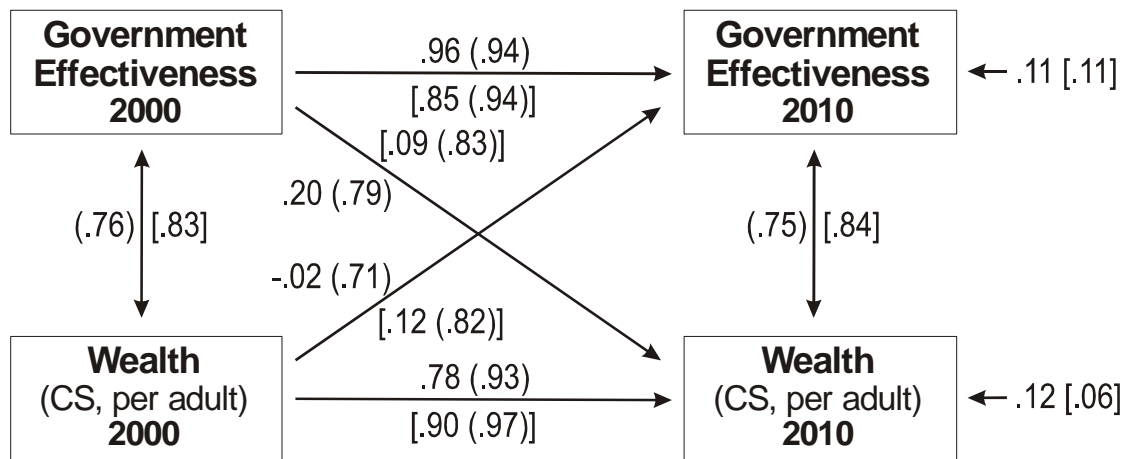 Government
Effectiveness
2000
.96 (.94)
[.85 (.94)]
Government
Effectiveness
2010
.11 [.11]
[.09 (.83)]
.20 (.79)
(.76) [.83]
(.75) [.84]
-.02 (.71)
[.12 (.82)]
Wealth
(CS, per adult)
2000
.78 (.93)
[.90 (.97)]
Wealth
(CS, per adult)
2010
.12 [.06]